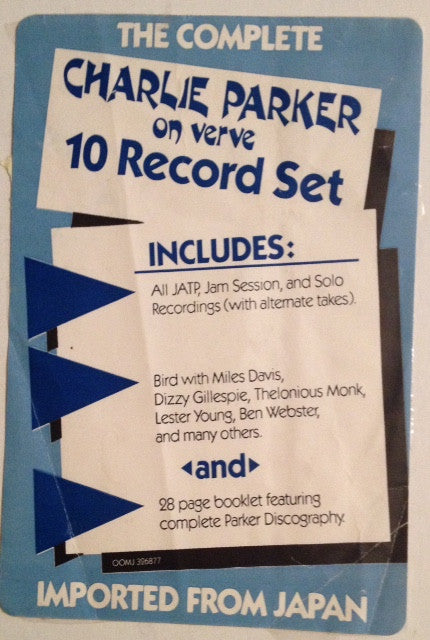 THE COMPLETE
CHARLIE PARKER
on verve
10 Record Set
INCLUDES:
All JATP, Jam Session, and Solo
Recordings (with alternate takes).
Bird with Miles Davis,
Dizzy Gillespie, Thelonious Monk,
Lester Young, Ben Webster,
and many others.
and
28 page booklet featuring
complete Parker Discography.
OOMJ 326877
IMPORTED FROM JAPAN